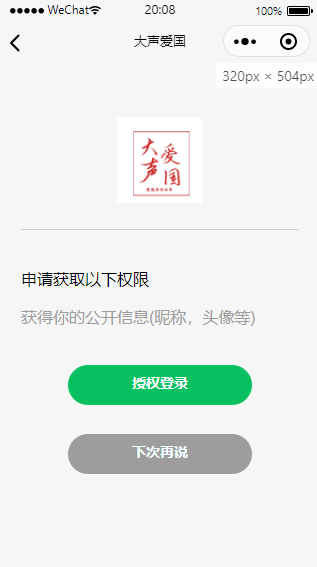 WeChat 20:08 100%
大声爱国
320px × 504px
大声
爱国
申请获取以下权限
获得你的公开信息(昵称，头像等)
授权登录
下次再说